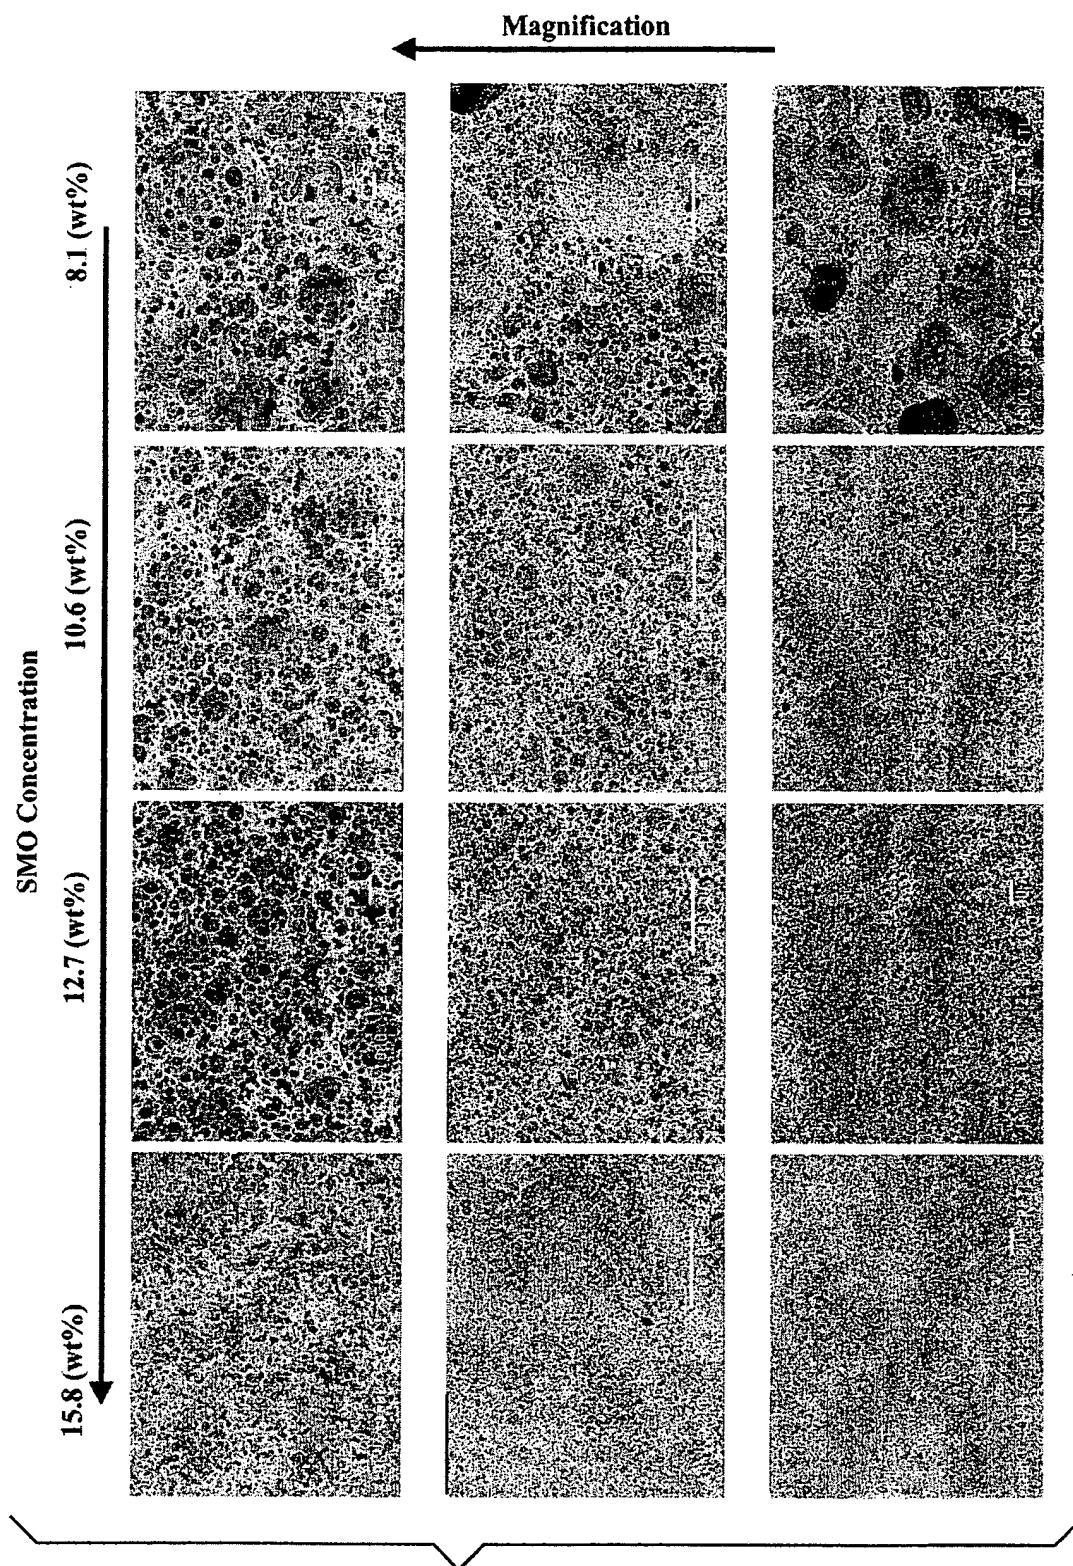 Magnification
SMO Concentration
8.1 (wt%)
10.6 (wt%)
12.7 (wt%)
15.8 (wt%)